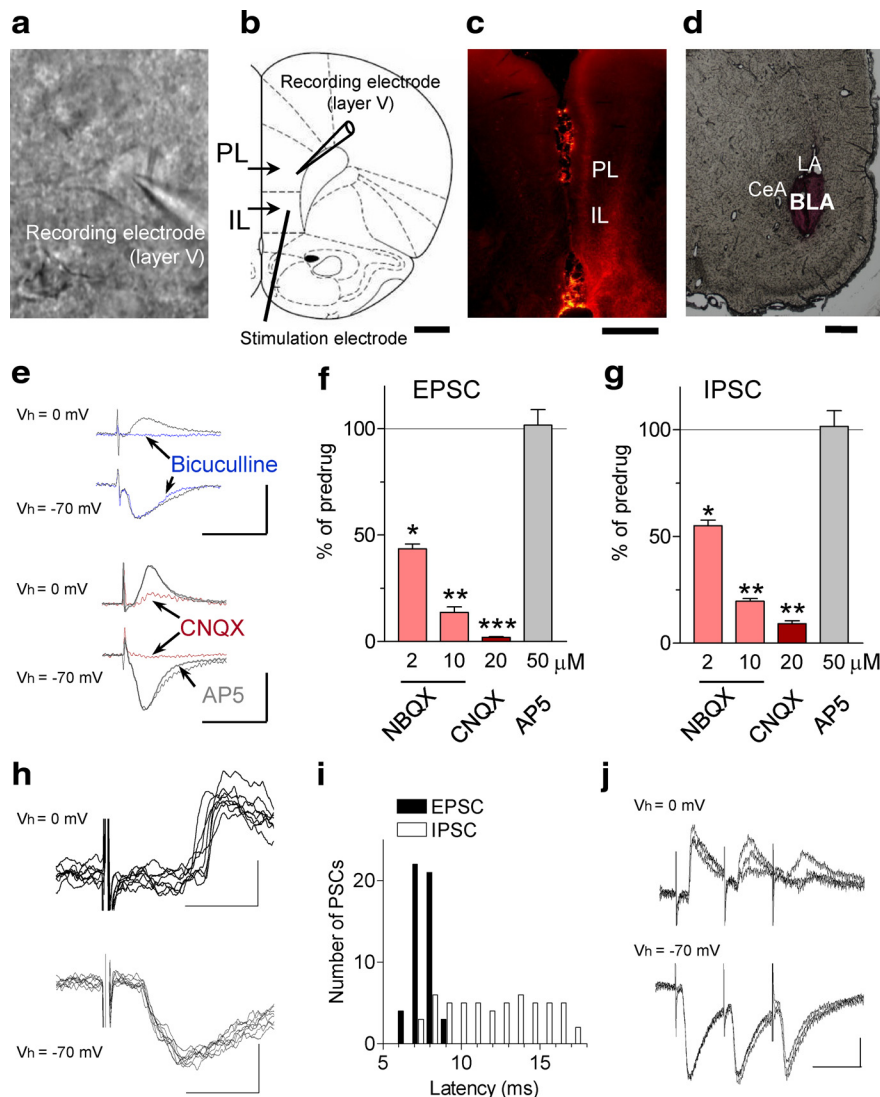 a
Recording electrode
(layer V)
b
Recording electrode
(layer V)
PL
IL
Stimulation electrode
c
PL
IL
d
LA
CeA
BLA
e
Vh = 0 mV
Bicuculline
Vh = -70 mV
Vh = 0 mV
CNQX
Vh = -70 mV
AP5
f
EPSC
% of predrug
100
50
0
*
**
***
2 10 20 50 μM
NBQX
CNQX
AP5
g
IPSC
% of predrug
100
50
0
*
**
**
2 10 20 50 μM
NBQX
CNQX
AP5
h
Vh = 0 mV
Vh = -70 mV
i
EPSC
IPSC
Number of PSCs
20
10
0
5 10 15
Latency (ms)
j
Vh = 0 mV
Vh = -70 mV